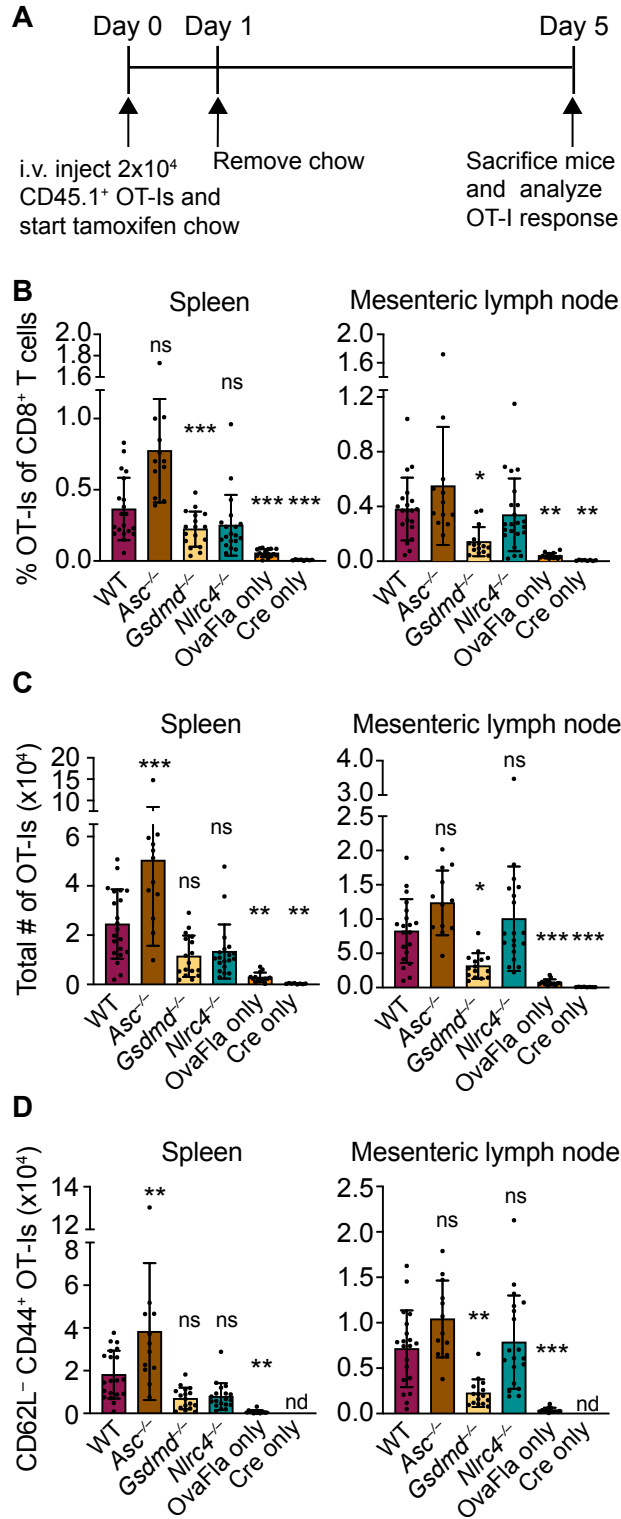 A
Day 0 Day 1 Day 5
i.v. inject 2x10⁴
CD45.1⁺ OT-Is and
start tamoxifen chow
Remove chow
Sacrifice mice
and analyze
OT-I response
B
Spleen
% OT-Is of CD8⁺ T cells
2.0
1.6
1.0
0.5
0.0
ns
***
ns
***
***
WT
Asc⁻/⁻
Gsdmd⁻/⁻
Nlrc4⁻/⁻
OvaFla only
Cre only
Mesenteric lymph node
2.0
1.6
1.2
0.8
0.4
0.0
*
**
**
WT
Asc⁻/⁻
Gsdmd⁻/⁻
Nlrc4⁻/⁻
OvaFla only
Cre only
C
Spleen
Total # of OT-Is (x10⁴)
20
15
10
6
4
2
0
***
ns
ns
**
**
WT
Asc⁻/⁻
Gsdmd⁻/⁻
Nlrc4⁻/⁻
OvaFla only
Cre only
Mesenteric lymph node
4.0
3.0
2.0
1.5
1.0
5.0
0
ns
*
ns
***
***
WT
Asc⁻/⁻
Gsdmd⁻/⁻
Nlrc4⁻/⁻
OvaFla only
Cre only
D
Spleen
CD62L⁻ CD44⁺ OT-Is (x10⁴)
14
12
8
6
4
2
0
**
ns
ns
**
nd
WT
Asc⁻/⁻
Gsdmd⁻/⁻
Nlrc4⁻/⁻
OvaFla only
Cre only
Mesenteric lymph node
2.5
2.0
1.5
1.0
0.5
0.0
ns
**
ns
***
nd
WT
Asc⁻/⁻
Gsdmd⁻/⁻
Nlrc4⁻/⁻
OvaFla only
Cre only